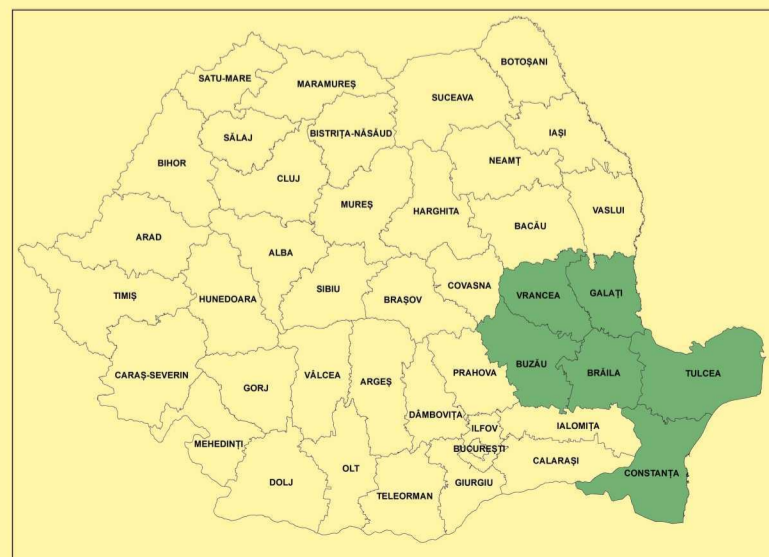 BOTOȘANI
SATU-MARE
MARAMUREȘ
SUCEAVA
SĂLAJ
BISTRIȚA-NĂSĂUD
IAȘI
BIHOR
NEAMȚ
CLUJ
MUREȘ
HARGHITA
VASLUI
BACĂU
ARAD
ALBA
COVASNA
TIMIȘ
HUNEDOARA
SIBIU
BRAȘOV
VRANCEA
GALAȚI
CARAȘ-SEVERIN
GORJ
VÂLCEA
ARGEȘ
PRAHOVA
BUZĂU
BRĂILA
TULCEA
DÂMBOVIȚA
ILFOV
IALOMIȚA
MEHEDINȚI
BUCUREȘTI
CALARAȘI
CONSTANȚA
DOLJ
OLT
TELEORMAN
GIURGIU